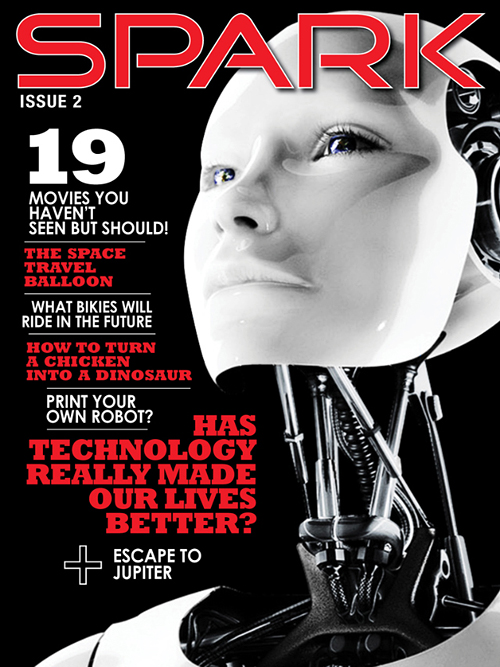 SPARK
ISSUE 2
19
MOVIES YOU
HAVEN'T
SEEN BUT SHOULD!
THE SPACE
TRAVEL
BALLOON
WHAT BIKIES WILL
RIDE IN THE FUTURE
HOW TO TURN
A CHICKEN
INTO A DINOSAUR
PRINT YOUR
OWN ROBOT?
HAS
TECHNOLOGY
REALLY MADE
OUR LIVES
BETTER?
+ ESCAPE TO
JUPITER